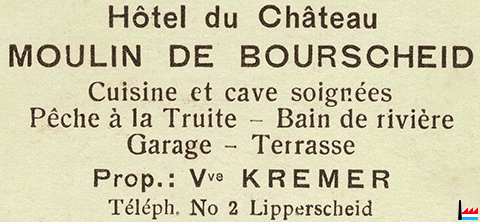 Hôtel du Château
MOULIN DE BOURSCHEID
Cuisine et cave soignées
Pêche à la Truite – Bain de rivière
Garage – Terrasse
Prop.: Vve KREMER
Téléph. No 2 Lipperscheid